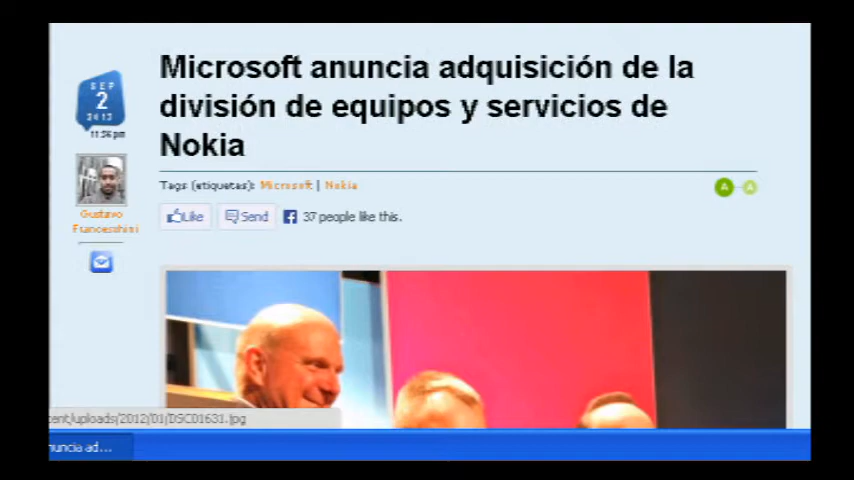 Microsoft anuncia adquisición de la
división de equipos y servicios de
Nokia
SEP
2
2013
11:36 pm
Tags (etiquetas): Microsoft | Nokia
Like
Send
37 people like this.
A
A
Gustavo
Franceschini
ent/uploads/2012/01/DSC01631.jpg
nuncia ad...